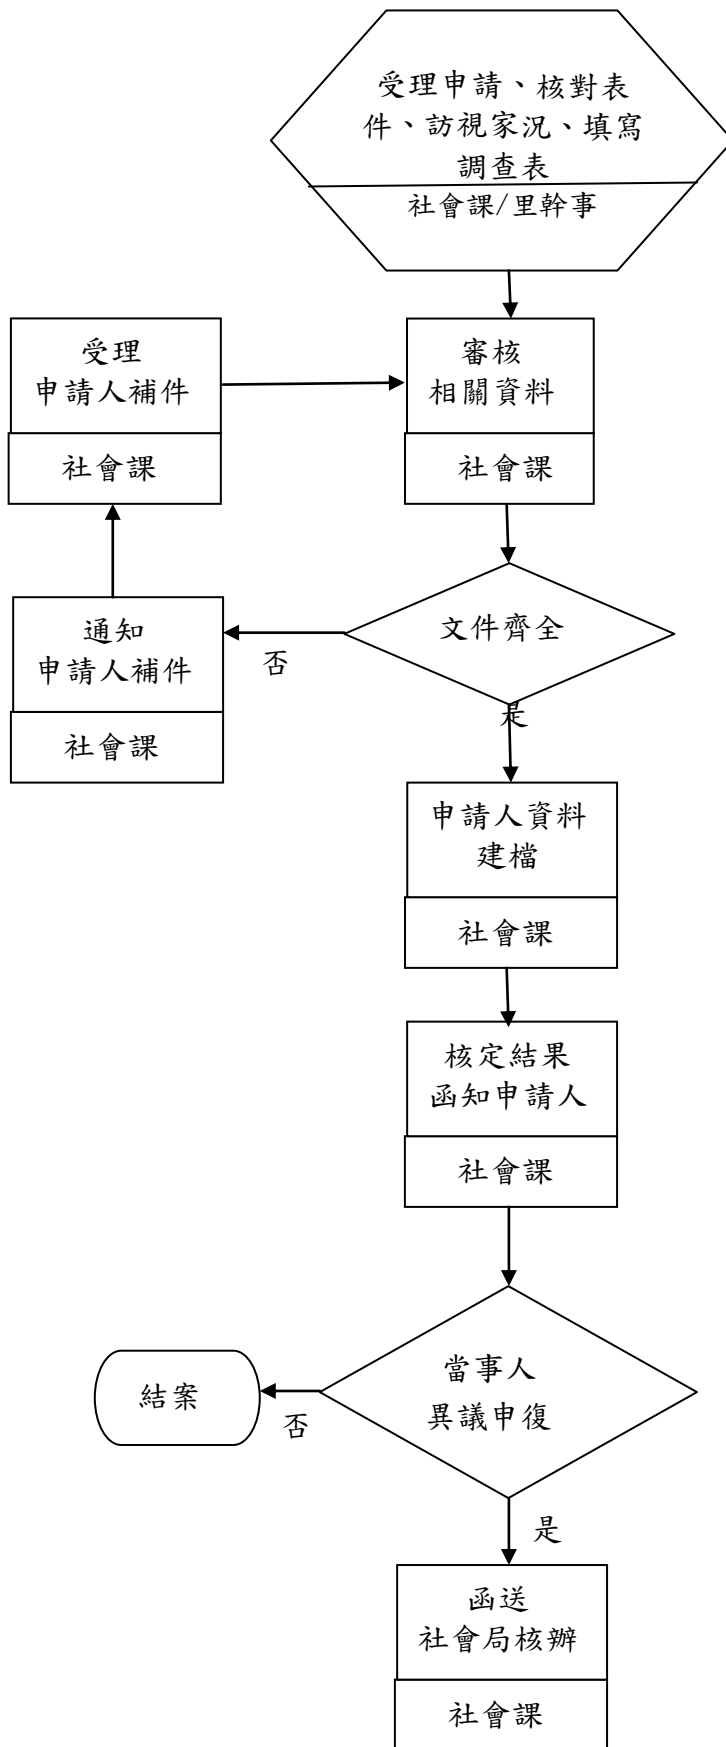 受理申請、核對表
件、訪視家況、填寫
調查表
社會課/里幹事
受理
申請人補件
社會課
審核
相關資料
社會課
通知
申請人補件
社會課
否
文件齊全
是
申請人資料
建檔
社會課
核定結果
函知申請人
社會課
當事人
異議申復
結案
否
是
函送
社會局核辦
社會課